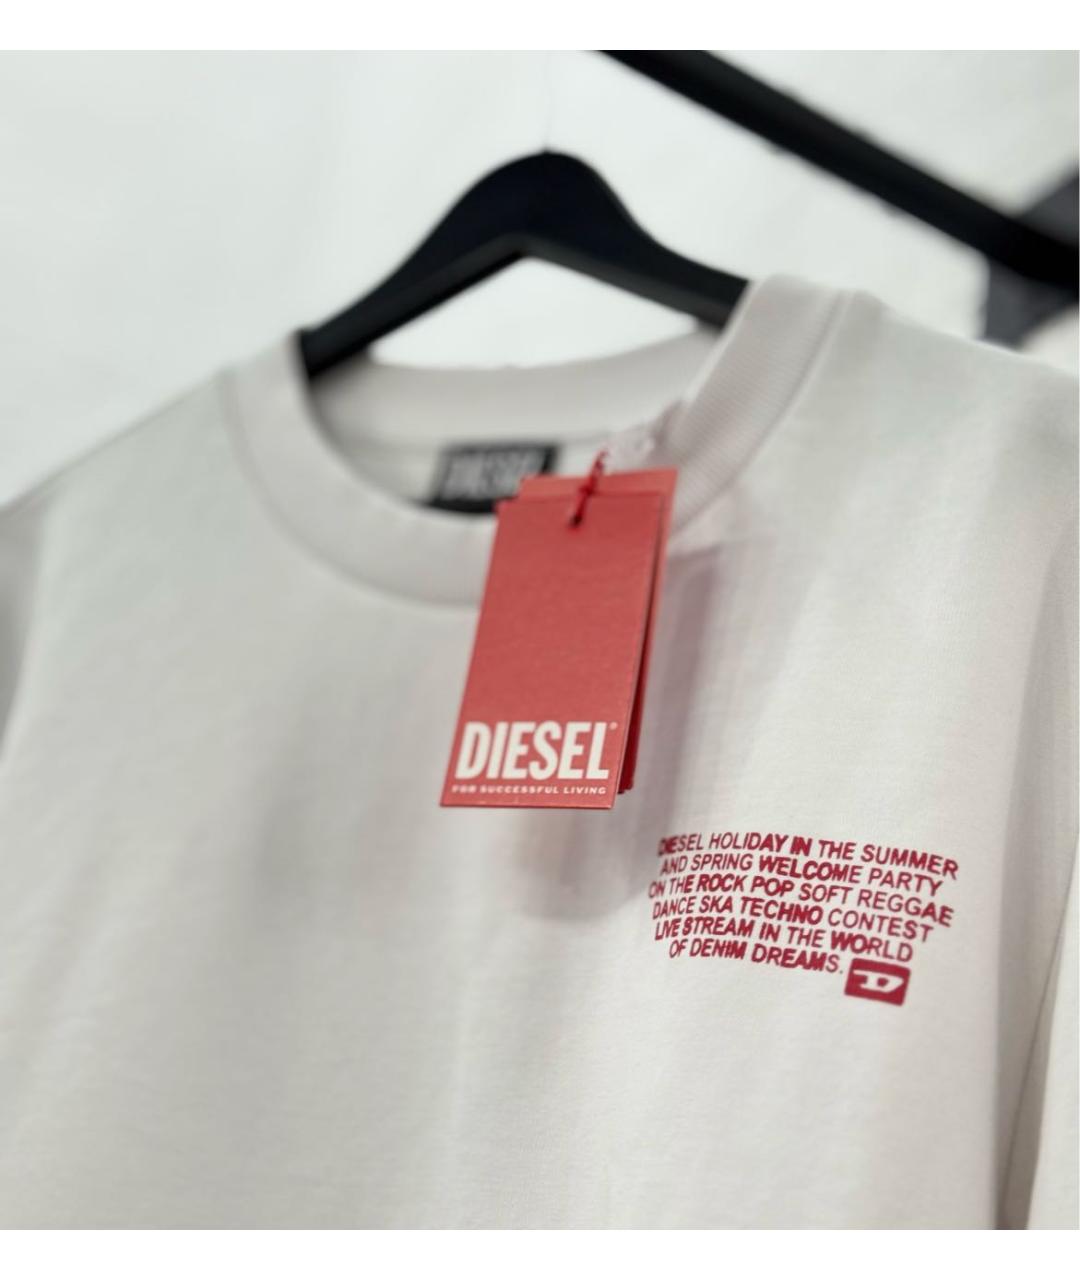 DIESEL
DIESEL
FOR SUCCESSFUL LIVING
DIESEL HOLIDAY IN THE SUMMER
AND SPRING WELCOME PARTY
ON THE ROCK POP SOFT REGGAE
DANCE SKA TECHNO CONTEST
LIVE STREAM IN THE WORLD
OF DENIM DREAMS.
D